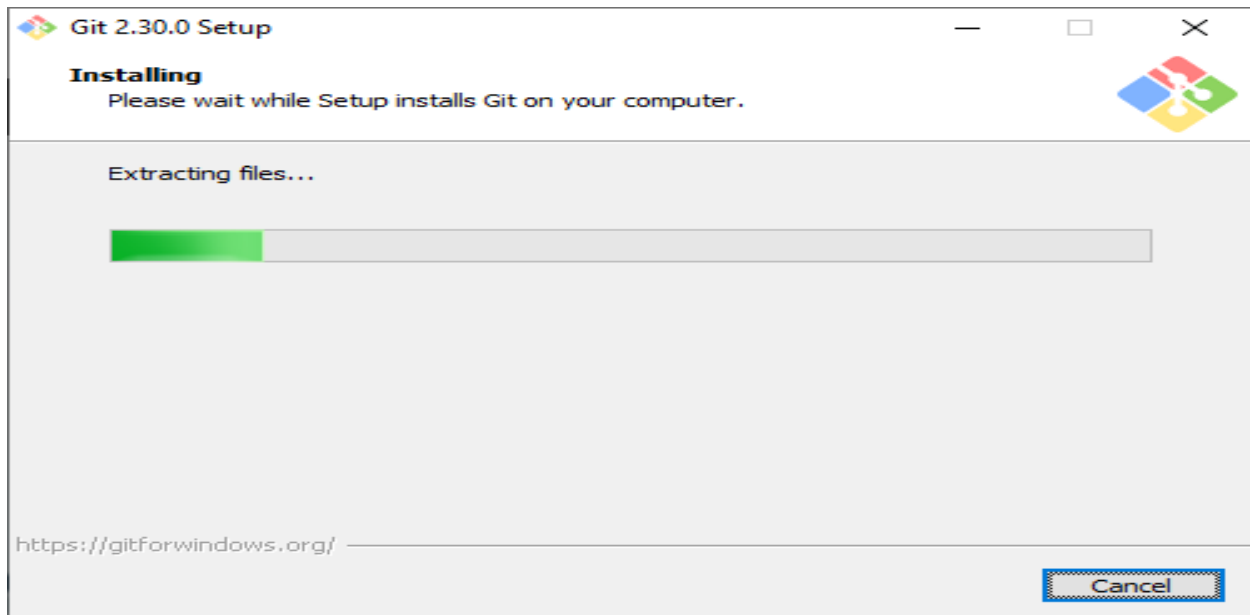 Git 2.30.0 Setup
Installing
Please wait while Setup installs Git on your computer.
Extracting files...
https://gitforwindows.org/
Cancel